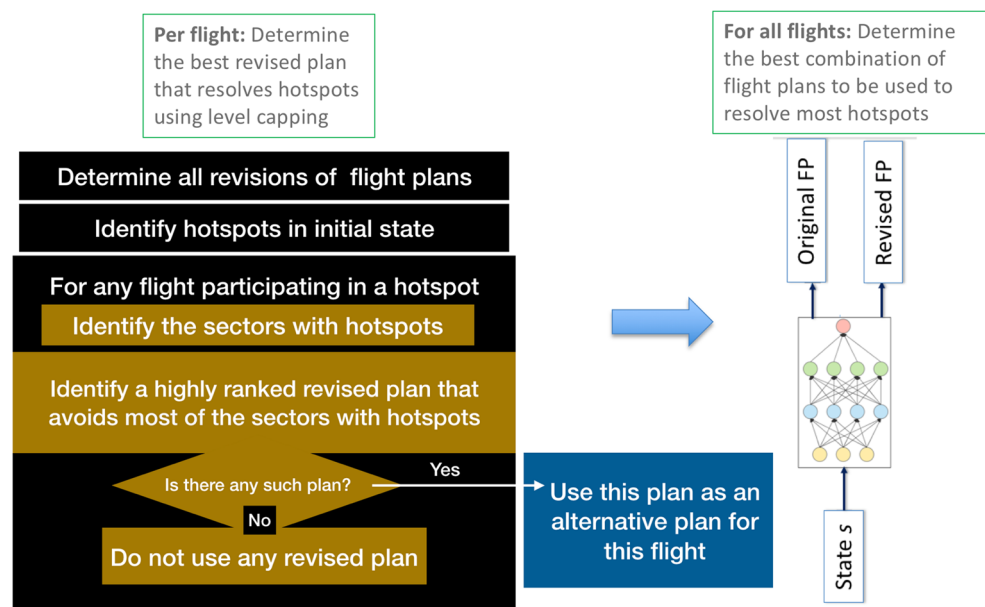 Per flight: Determine
the best revised plan
that resolves hotspots
using level capping
Determine all revisions of flight plans
Identify hotspots in initial state
For any flight participating in a hotspot
Identify the sectors with hotspots
Identify a highly ranked revised plan that
avoids most of the sectors with hotspots
Is there any such plan?
Yes
No
Do not use any revised plan
Use this plan as an
alternative plan for
this flight
For all flights: Determine
the best combination of
flight plans to be used to
resolve most hotspots
Original FP
Revised FP
State s